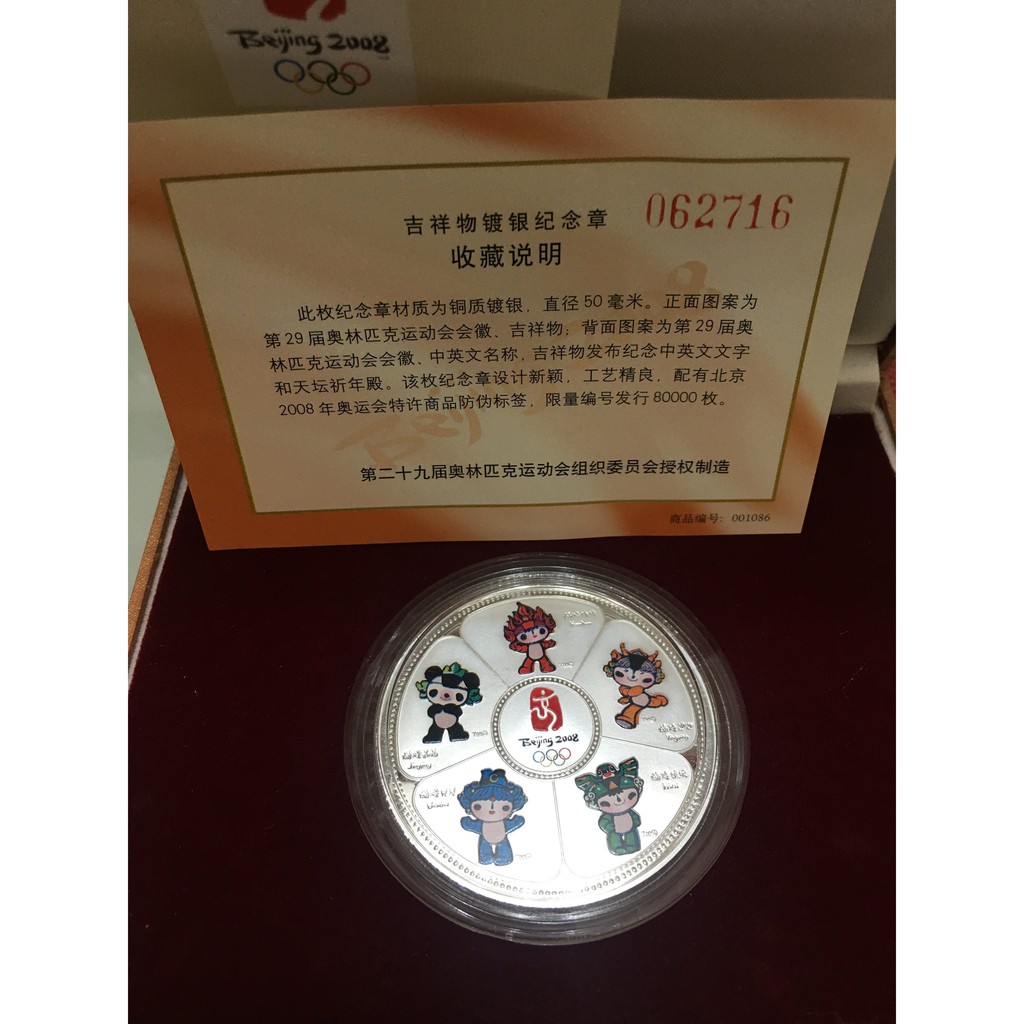 Beijing 2008
吉祥物镀银纪念章
062716
收藏说明
此枚纪念章材质为铜质镀银，直径50毫米。正面图案为
第29届奥林匹克运动会会徽、吉祥物；背面图案为第29届奥
林匹克运动会会徽、中英文名称，吉祥物发布纪念中英文文字
和天坛祈年殿。该枚纪念章设计新颖，工艺精良，配有北京
2008年奥运会特许商品防伪标签，限量编号发行80000枚。
第二十九届奥林匹克运动会组织委员会授权制造
商品编号：001086
Beijing 2008